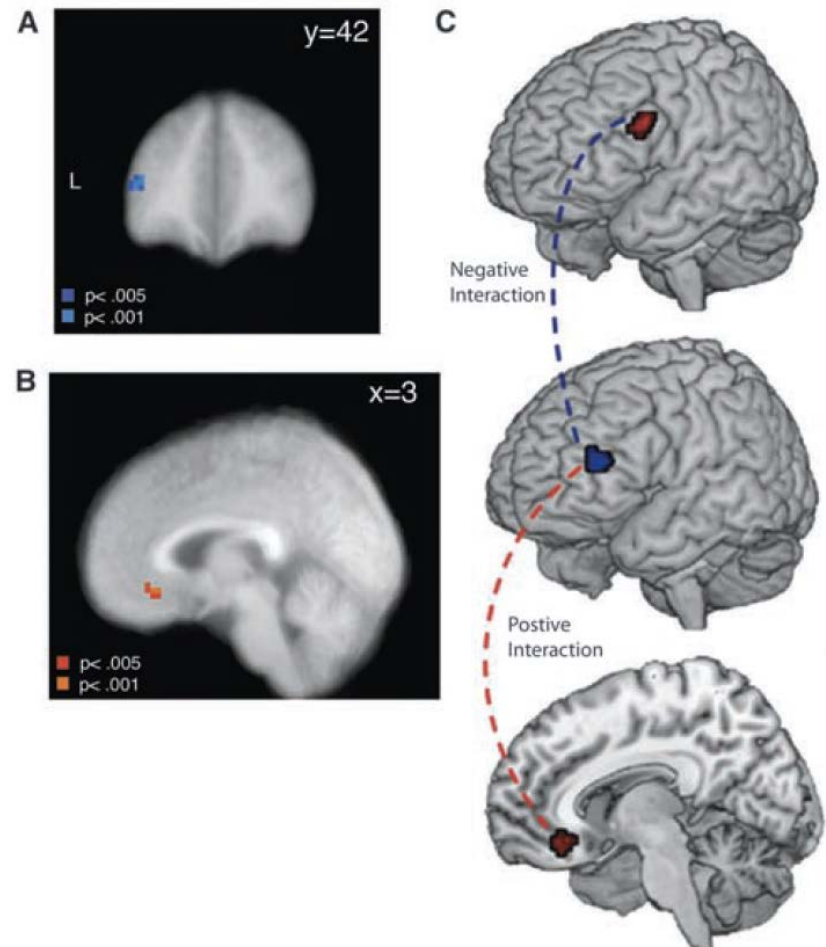 A
y=42
L
p< .005
p< .001
B
x=3
p< .005
p< .001
C
Negative
Interaction
Postive
Interaction